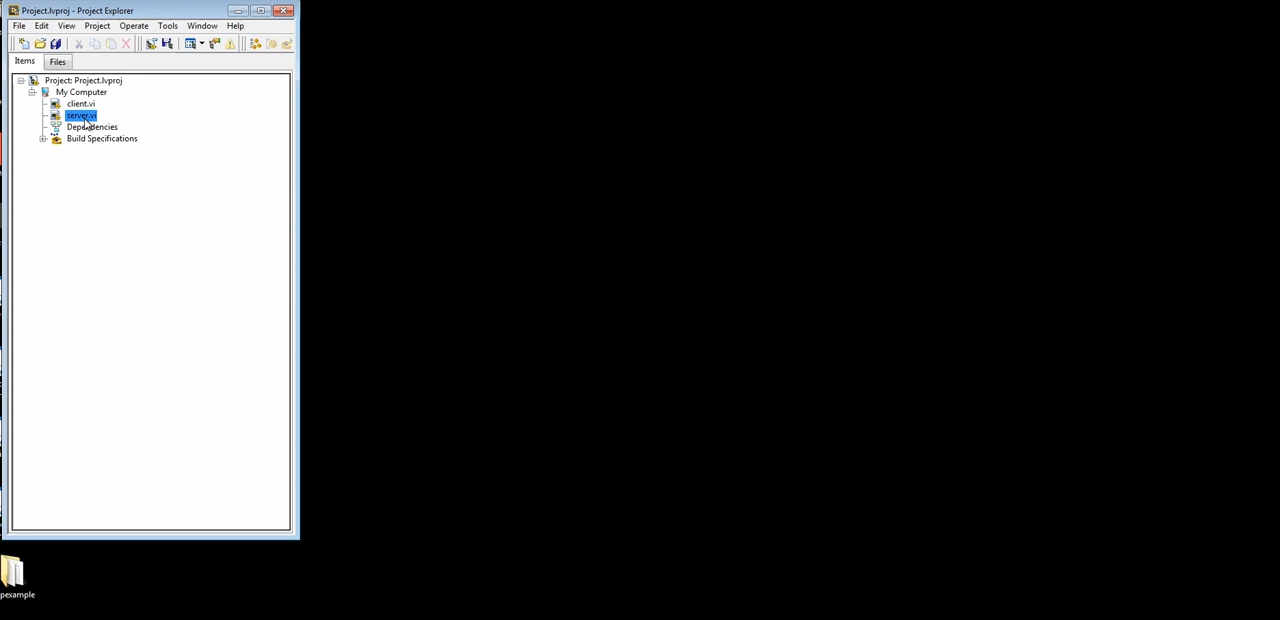 Project.lvproj - Project Explorer
File Edit View Project Operate Tools Window Help
Items Files
Project: Project.lvproj
My Computer
client.vi
server.vi
Dependencies
Build Specifications
pexample